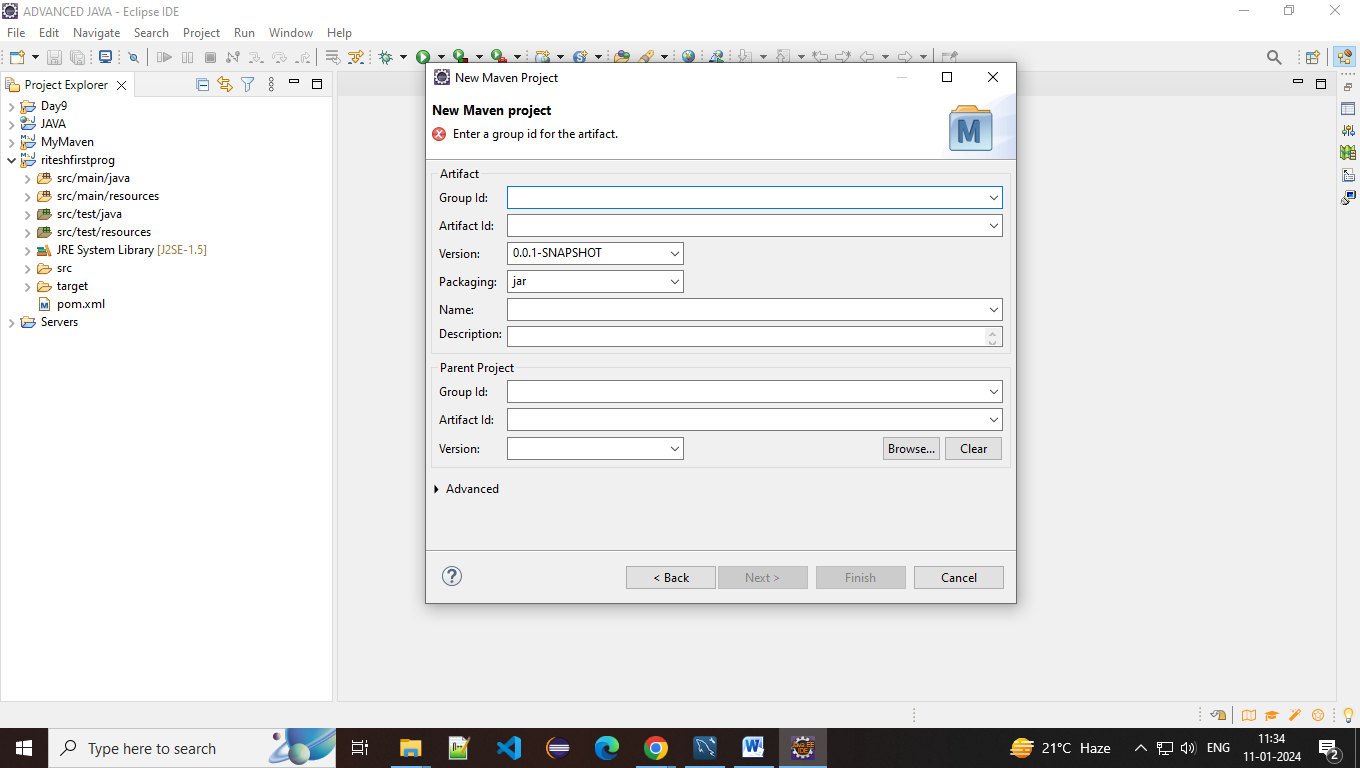 ADVANCED JAVA - Eclipse IDE
File Edit Navigate Search Project Run Window Help
Project Explorer
Day9
JAVA
MyMaven
riteshfirstprog
src/main/java
src/main/resources
src/test/java
src/test/resources
JRE System Library [J2SE-1.5]
src
target
pom.xml
Servers
New Maven Project
New Maven project
Enter a group id for the artifact.
M
Artifact
Group Id:
Artifact Id:
Version: 0.0.1-SNAPSHOT
Packaging: jar
Name:
Description:
Parent Project
Group Id:
Artifact Id:
Version: Browse... Clear
Advanced
? < Back Next > Finish Cancel
Type here to search
21°C Haze ENG 11:34
11-01-2024
2